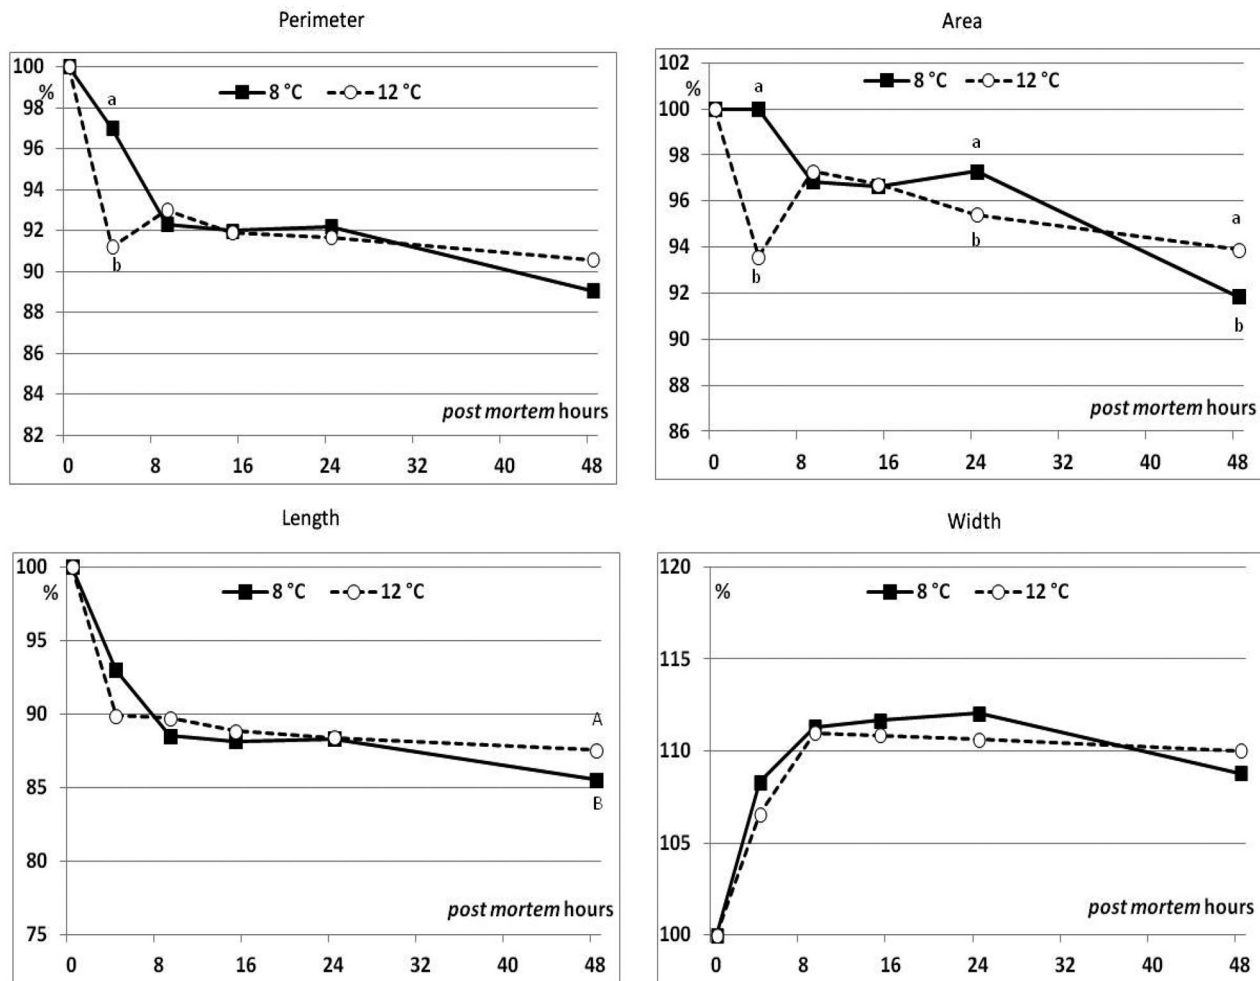 Perimeter
100
%
8 °C
12 °C
98
a
96
94
92
b
90
88
86
84
post mortem hours
82
0 8 16 24 32 40 48
Area
102
8 °C
12 °C
%
a
100
98
a
96
b
a
94
b
92
b
90
88
post mortem hours
86
0 8 16 24 32 40 48
Length
100
%
8 °C
12 °C
95
90
A
85
B
80
post mortem hours
75
0 8 16 24 32 40 48
Width
120
%
8 °C
12 °C
115
110
105
post mortem hours
100
0 8 16 24 32 40 48